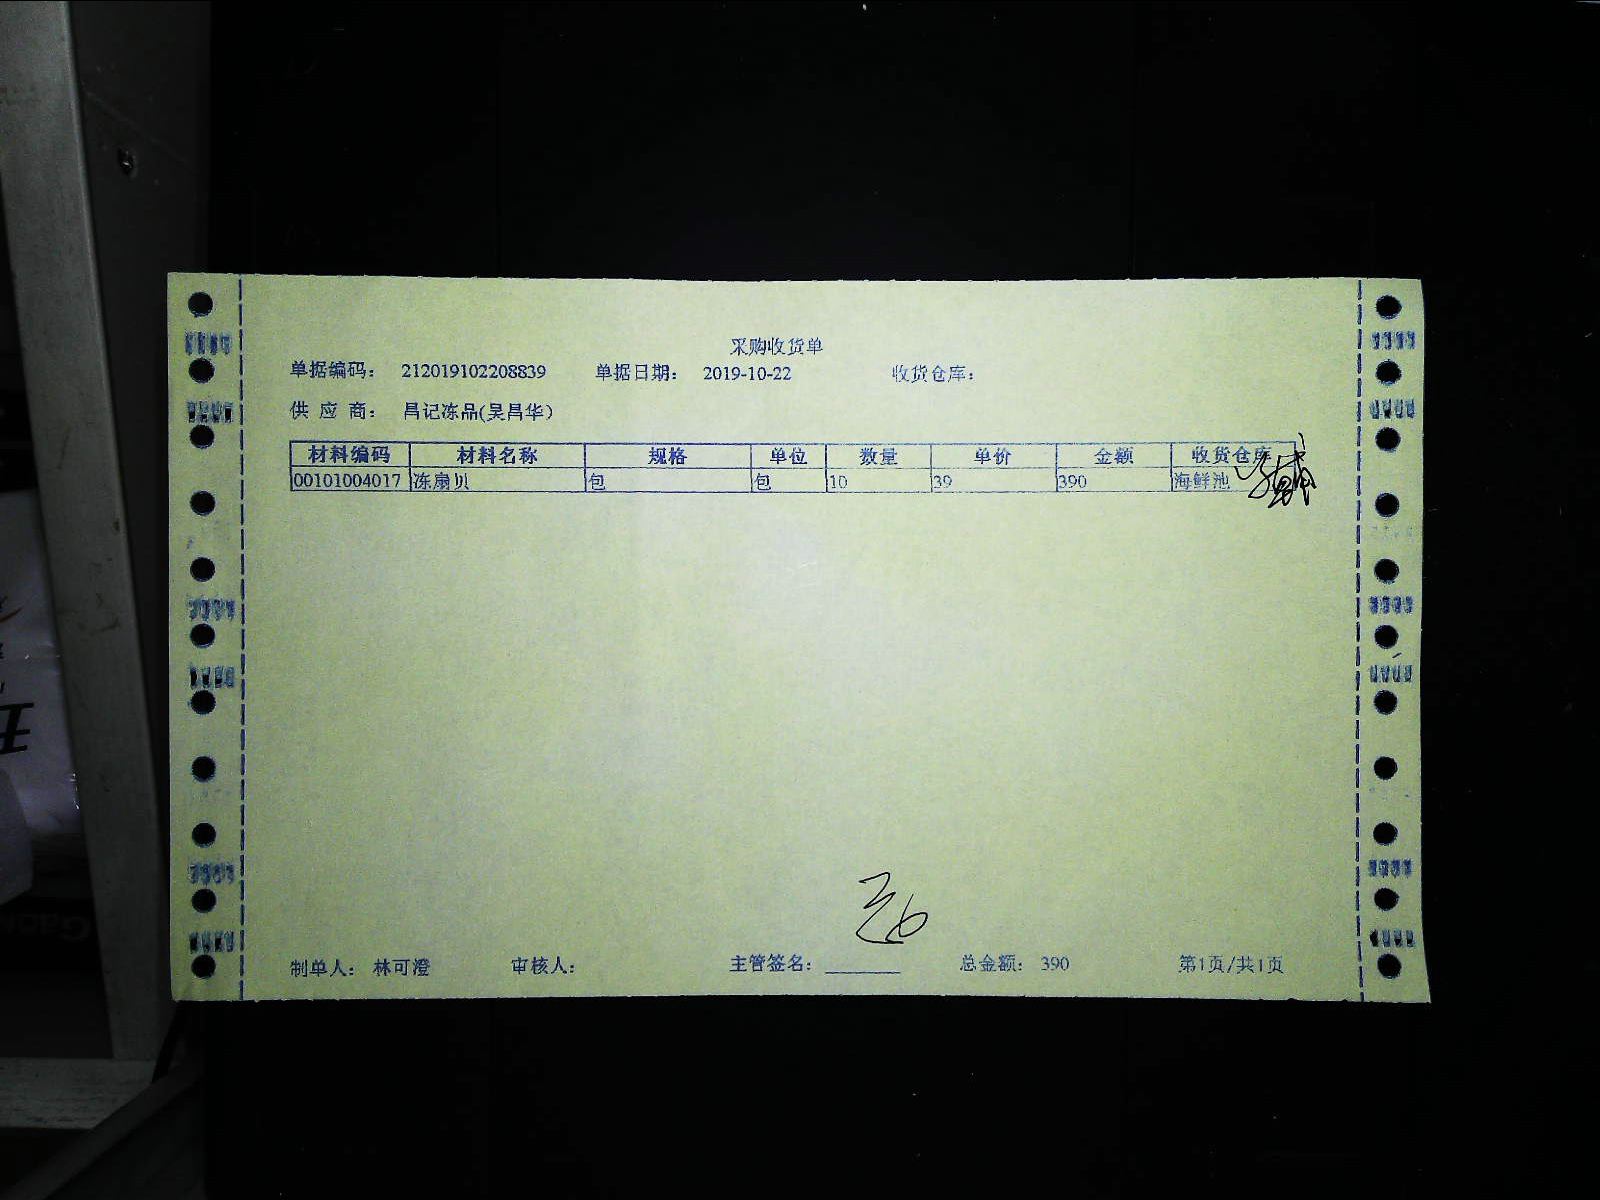 采购收货单
单据编码： 212019102208839 单据日期： 2019-10-22 收货仓库：
供 应 商： 昌记冻品(吴昌华)
材料编码 材料名称 规格 单位 数量 单价 金额 收货仓库
00101004017 冻扇贝 包 包 10 39 390 海鲜池
制单人： 林可澄 审核人： 主管签名： 总金额： 390 第1页/共1页